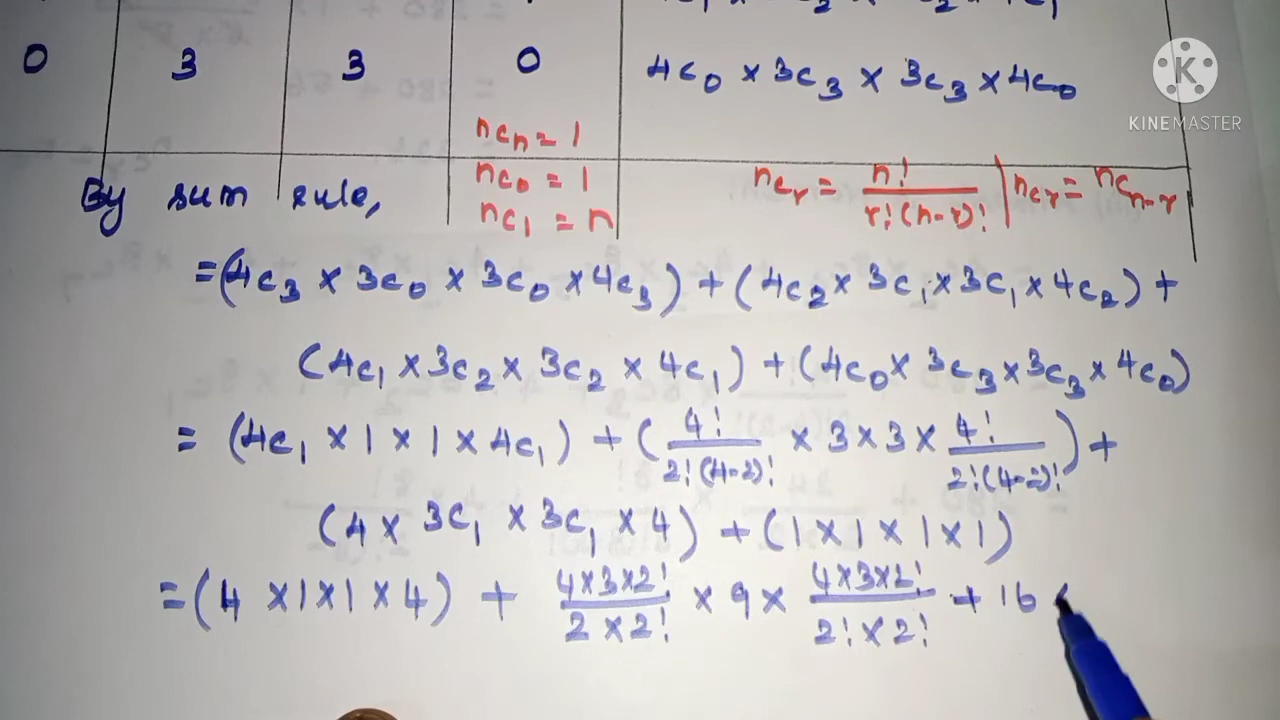 0 3 3 0 4C0 × 3C3 × 3C3 × 4C0
KINEMASTER
nCn = 1
nC0 = 1
nC1 = n
nCr = n! / r!(n-r)! | nCr = nCn-r
By sum rule,
= (4C3 × 3C0 × 3C0 × 4C3) + (4C2 × 3C1 × 3C1 × 4C2) +
(4C1 × 3C2 × 3C2 × 4C1) + (4C0 × 3C3 × 3C3 × 4C0)
= (4C1 × 1 × 1 × 4C1) + (4! / 2!(4-2)! × 3 × 3 × 4! / 2!(4-2)!) +
(4 × 3C1 × 3C1 × 4) + (1 × 1 × 1 × 1)
= (4 × 1 × 1 × 4) + 4×3×2! / 2×2! × 9 × 4×3×2! / 2!×2! + 16